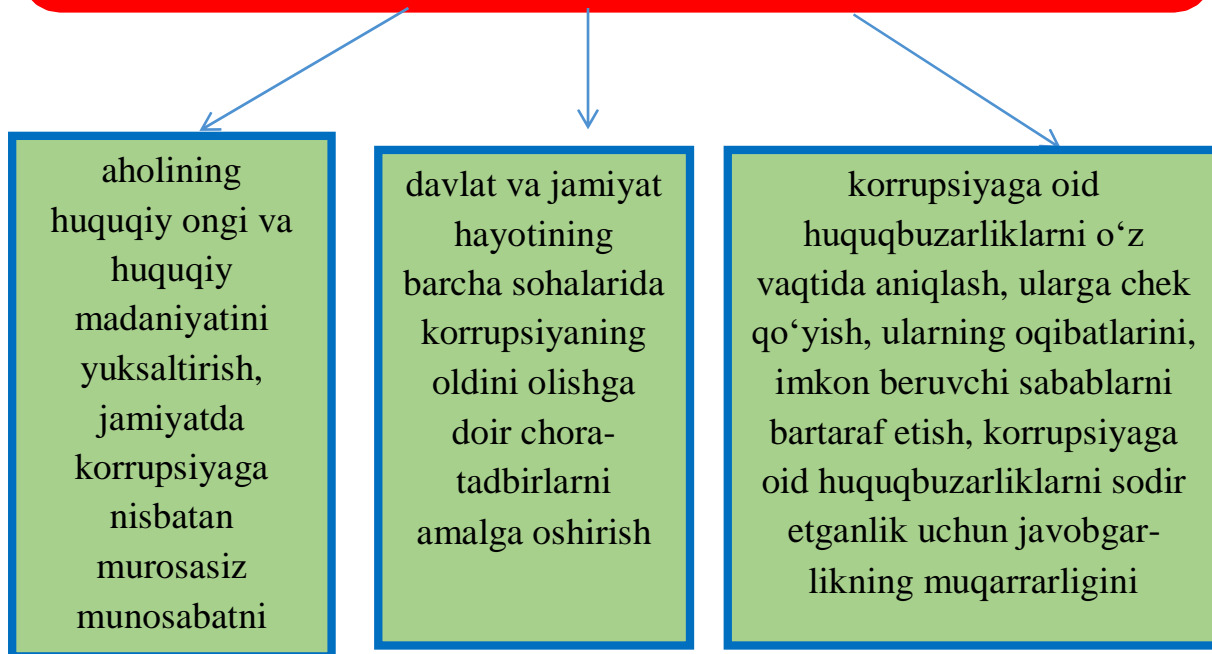 aholining
huquqiy ongi va
huquqiy
madaniyatini
yuksaltirish,
jamiyatda
korrupsiyaga
nisbatan
murosasiz
munosabatni
davlat va jamiyat
hayotining
barcha sohalarida
korrupsiyaning
oldini olishga
doir chora-
tadbirlarni
amalga oshirish
korrupsiyaga oid
huquqbuzarliklarni o‘z
vaqtida aniqlash, ularga chek
qo‘yish, ularning oqibatlarini,
imkon beruvchi sabablarni
bartaraf etish, korrupsiyaga
oid huquqbuzarliklarni sodir
etganlik uchun javobgar-
likning muqarrarligini